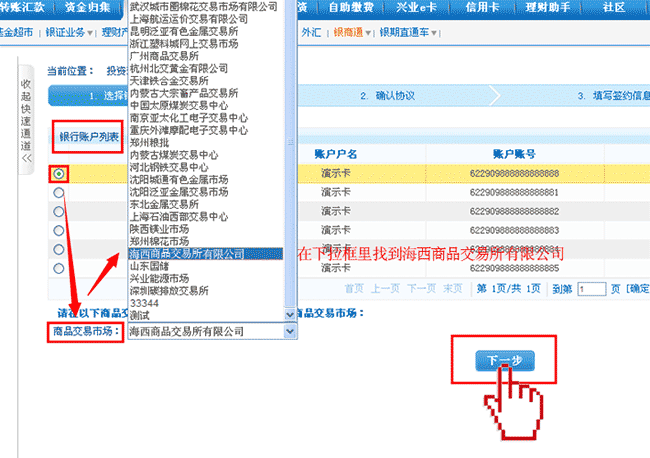 转账汇款 资金归集 资 自助缴费 兴业e卡 信用卡 理财助手 社区
基金超市 银证业务 理财产 外汇 银商通 银期直通车
当前位置： 投资
收起快速通道
1. 选择 2. 确认协议 3. 填写签约信息
银行账户列表
账户户名 账户账号
演示卡 622909888888888888
演示卡 622909888888888881
演示卡 622909888888888882
演示卡 622909888888888883
622909888888888884
演示卡 622909888888888885
武汉城市圈棉花交易市场有限公司
上海航运运价交易有限公司
昆明泛亚有色金属交易所
浙江塑料城网上交易市场
广州商品交易所
杭州北交黄金有限公司
天津铁合金交易所
内蒙古大宗畜产品交易所
中国太原煤炭交易中心
南京亚太化工电子交易中心
重庆外滩摩配电子交易中心
郑州粮批
内蒙古煤炭交易中心
河北钢铁交易中心
沈阳城通有色金属市场
沈阳泛亚金属交易市场
东北金属交易所
上海石油西部交易中心
陕西镁业市场
郑州棉花市场
海西商品交易所有限公司
山东固储
兴业能源市场
深圳碳排放交易所
33344
测试
在下拉框里找到海西商品交易所有限公司
首页 上一页 下一页 末页 第 1页/共 1页 到第 1 页 [确定
请在以下商品 商品交易市场：
商品交易市场： 海西商品交易所有限公司
下一步